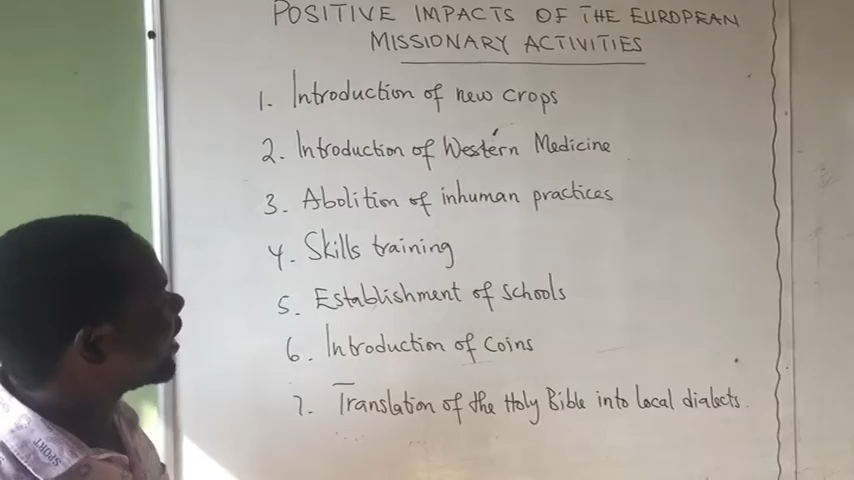 POSITIVE IMPACTS OF THE EUROPEAN
MISSIONARY ACTIVITIES
1. Introduction of new crops
2. Introduction of Western Medicine
3. Abolition of inhuman practices
4. Skills training
5. Establishment of schools
6. Introduction of coins
7. Translation of the Holy Bible into local dialects.
SPORT